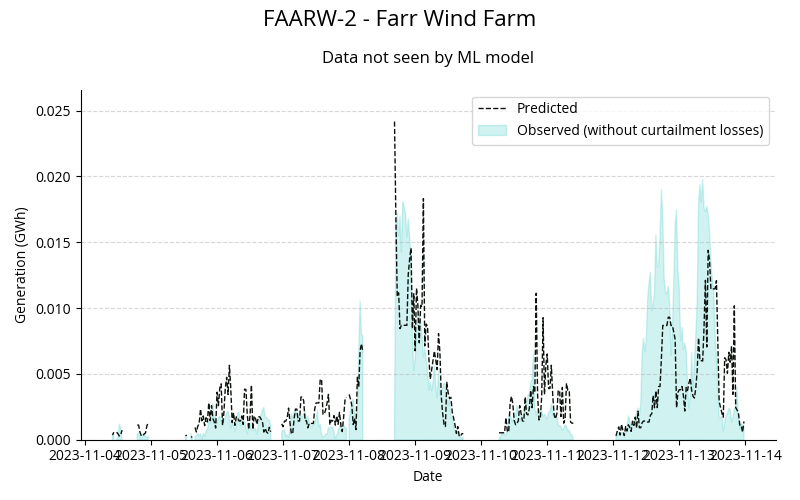 FAARW-2 - Farr Wind Farm
Data not seen by ML model
Predicted
Observed (without curtailment losses)
Generation (GWh)
0.025
0.020
0.015
0.010
0.005
0.000
2023-11-04 2023-11-05 2023-11-06 2023-11-07 2023-11-08 2023-11-09 2023-11-10 2023-11-11 2023-11-12 2023-11-13 2023-11-14
Date